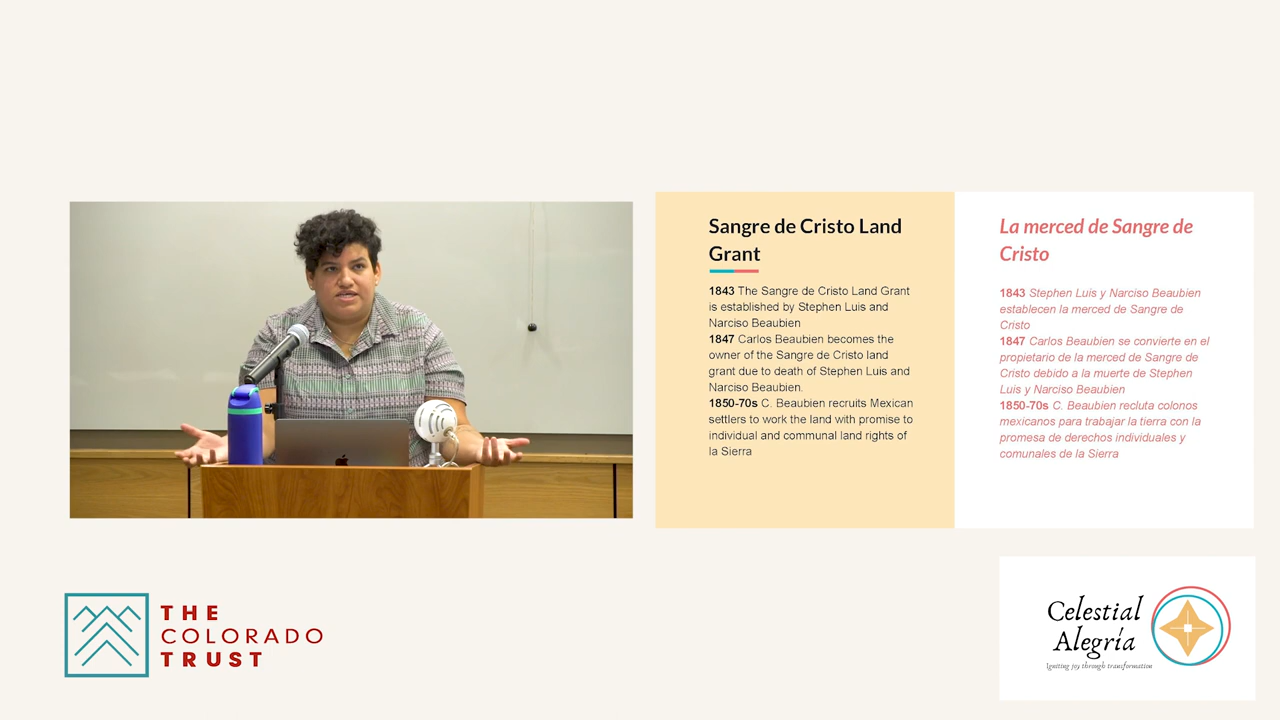 Sangre de Cristo Land
Grant
1843 The Sangre de Cristo Land Grant
is established by Stephen Luis and
Narciso Beaubien
1847 Carlos Beaubien becomes the
owner of the Sangre de Cristo land
grant due to death of Stephen Luis and
Narciso Beaubien.
1850-70s C. Beaubien recruits Mexican
settlers to work the land with promise to
individual and communal land rights of
la Sierra
La merced de Sangre de
Cristo
1843 Stephen Luis y Narciso Beaubien
establecen la merced de Sangre de
Cristo
1847 Carlos Beaubien se convierte en el
propietario de la merced de Sangre de
Cristo debido a la muerte de Stephen
Luis y Narciso Beaubien
1850-70s C. Beaubien recluta colonos
mexicanos para trabajar la tierra con la
promesa de derechos individuales y
comunales de la Sierra
THE
COLORADO
TRUST
Celestial
Alegría
Igniting joy through transformation